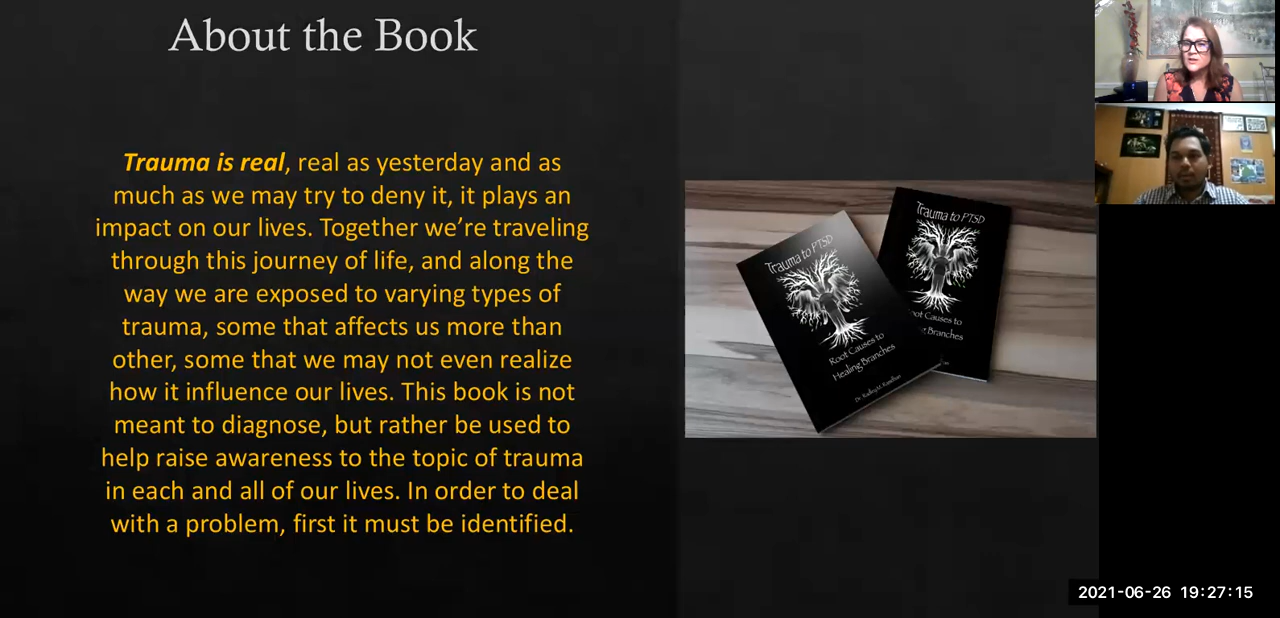 About the Book
Trauma is real, real as yesterday and as
much as we may try to deny it, it plays an
impact on our lives. Together we’re traveling
through this journey of life, and along the
way we are exposed to varying types of
trauma, some that affects us more than
other, some that we may not even realize
how it influence our lives. This book is not
meant to diagnose, but rather be used to
help raise awareness to the topic of trauma
in each and all of our lives. In order to deal
with a problem, first it must be identified.
Trauma to PTSD
Root Causes to
Healing Branches
Trauma to PTSD
Causes to
Branches
2021-06-26 19:27:15